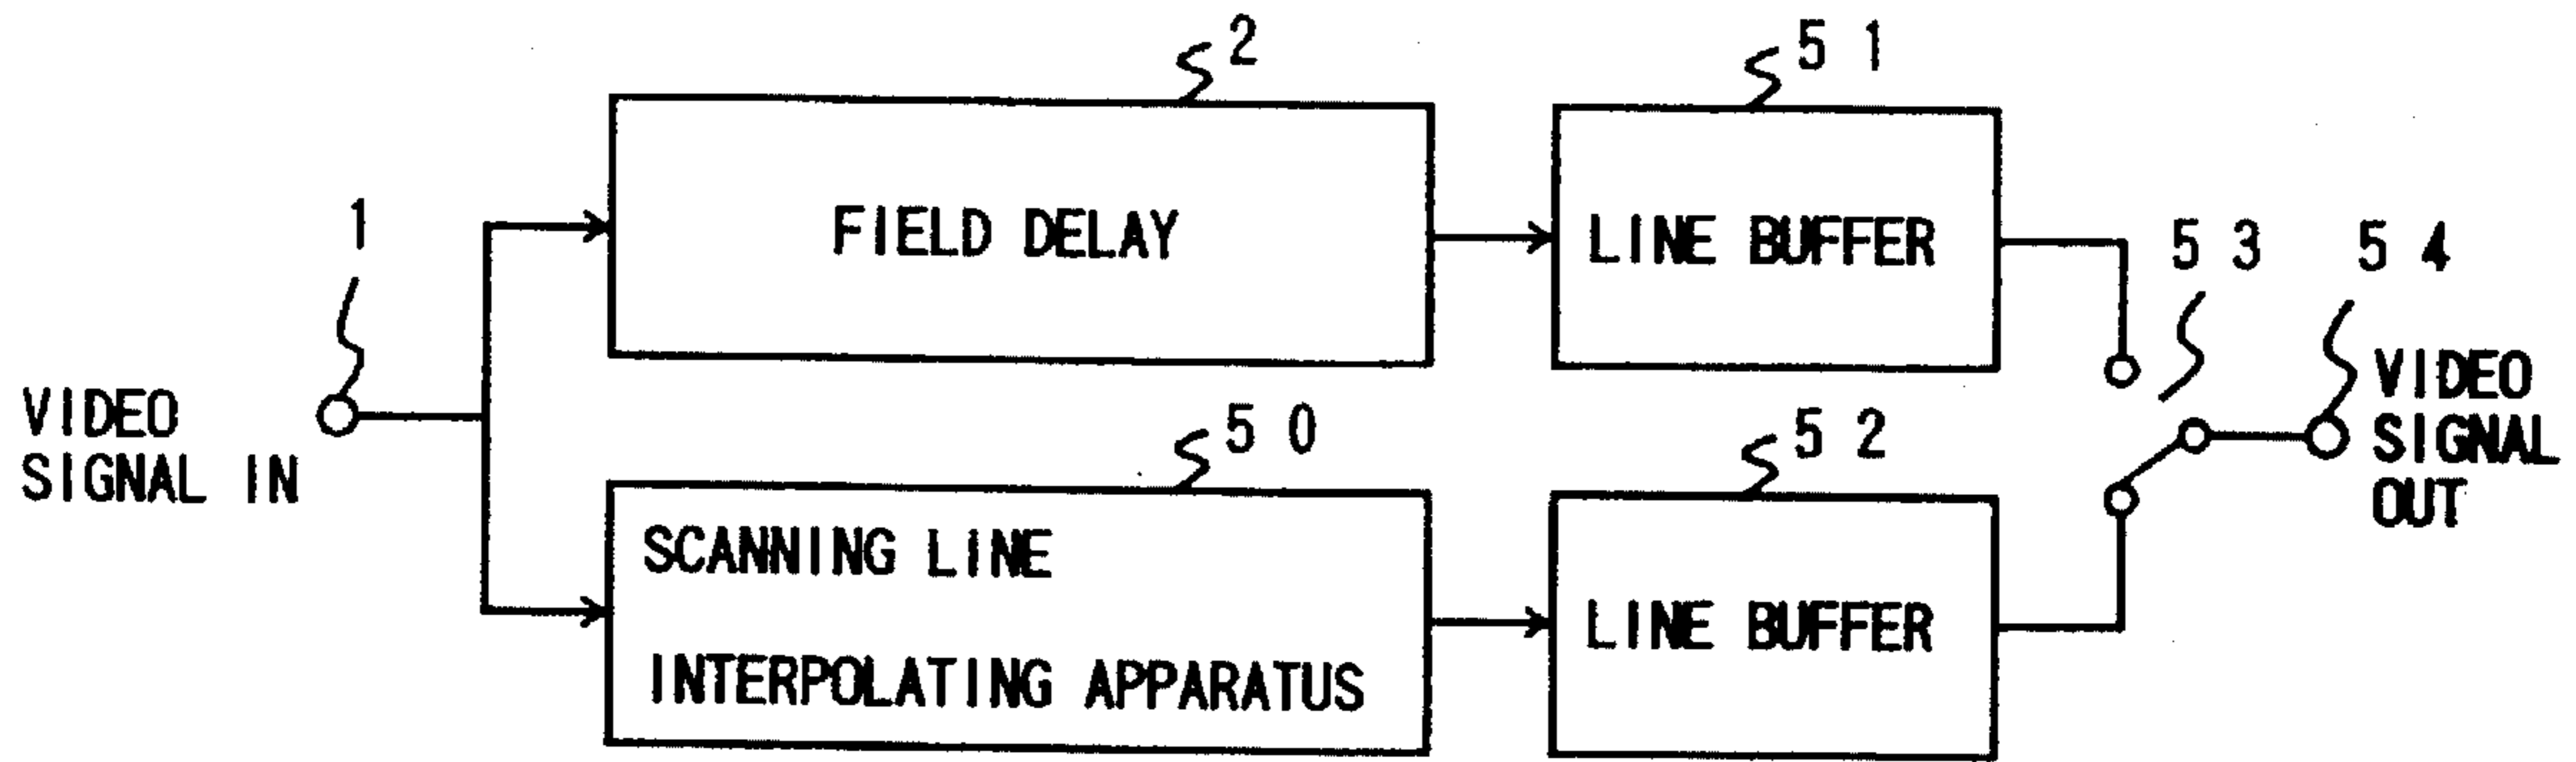 2
5 1
FIELD DELAY
LINE BUFFER
1
5 3
5 4
VIDEO
SIGNAL IN
VIDEO
SIGNAL
OUT
5 0
5 2
SCANNING LINE
INTERPOLATING APPARATUS
LINE BUFFER